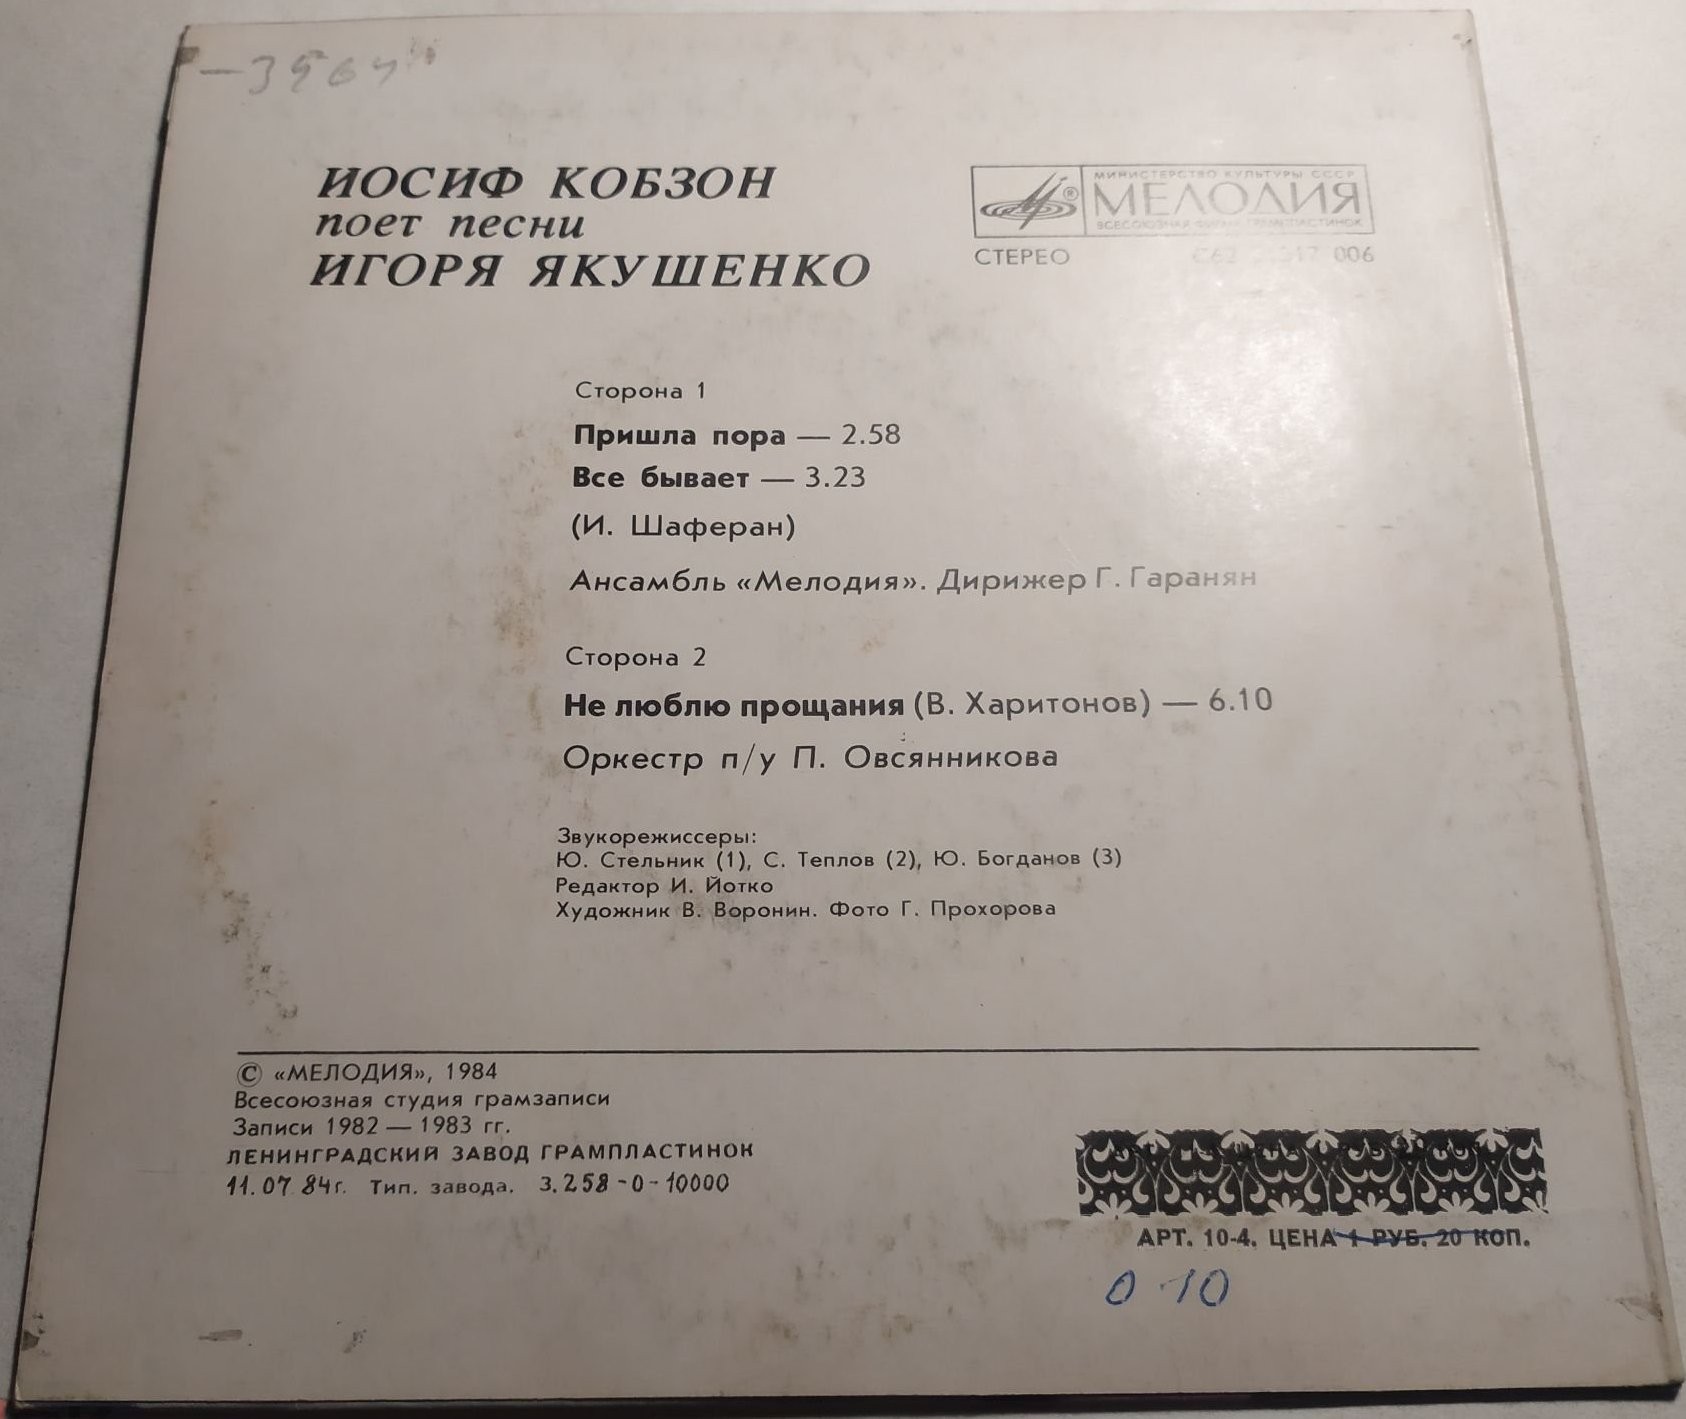 ИОСИФ КОБЗОН
поет песни
ИГОРЯ ЯКУШЕНКО
МИНИСТЕРСТВО КУЛЬТУРЫ СССР
МЕЛОДИЯ
ВСЕСОЮЗНАЯ ФИРМА ГРАМПЛАСТИНОК
СТЕРЕО 006
Сторона 1
Пришла пора — 2.58
Все бывает — 3.23
(И. Шаферан)
Ансамбль «Мелодия». Дирижер Г. Гаранян
Сторона 2
Не люблю прощания (В. Харитонов) — 6.10
Оркестр п/у П. Овсянникова
Звукорежиссеры:
Ю. Стельник (1), С. Теплов (2), Ю. Богданов (3)
Редактор И. Йотко
Художник В. Воронин. Фото Г. Прохорова
© «МЕЛОДИЯ», 1984
Всесоюзная студия грамзаписи
Записи 1982 — 1983 гг.
ЛЕНИНГРАДСКИЙ ЗАВОД ГРАМПЛАСТИНОК
11.07 84г. Тип. завода. З. 258-0-10000
АРТ. 10-4. ЦЕНА 1 РУБ. 20 КОП.
0-10